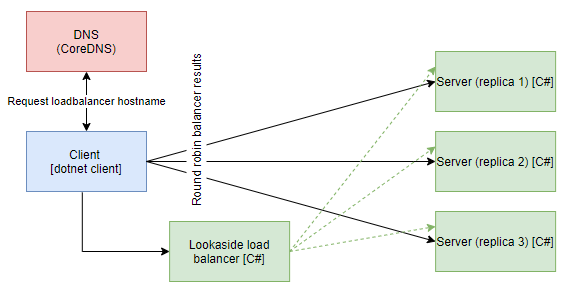 DNS
(CoreDNS)
Request loadbalancer hostname
Client
[dotnet client]
Round robin balancer results
Lookaside load
balancer [C#]
Server (replica 1) [C#]
Server (replica 2) [C#]
Server (replica 3) [C#]